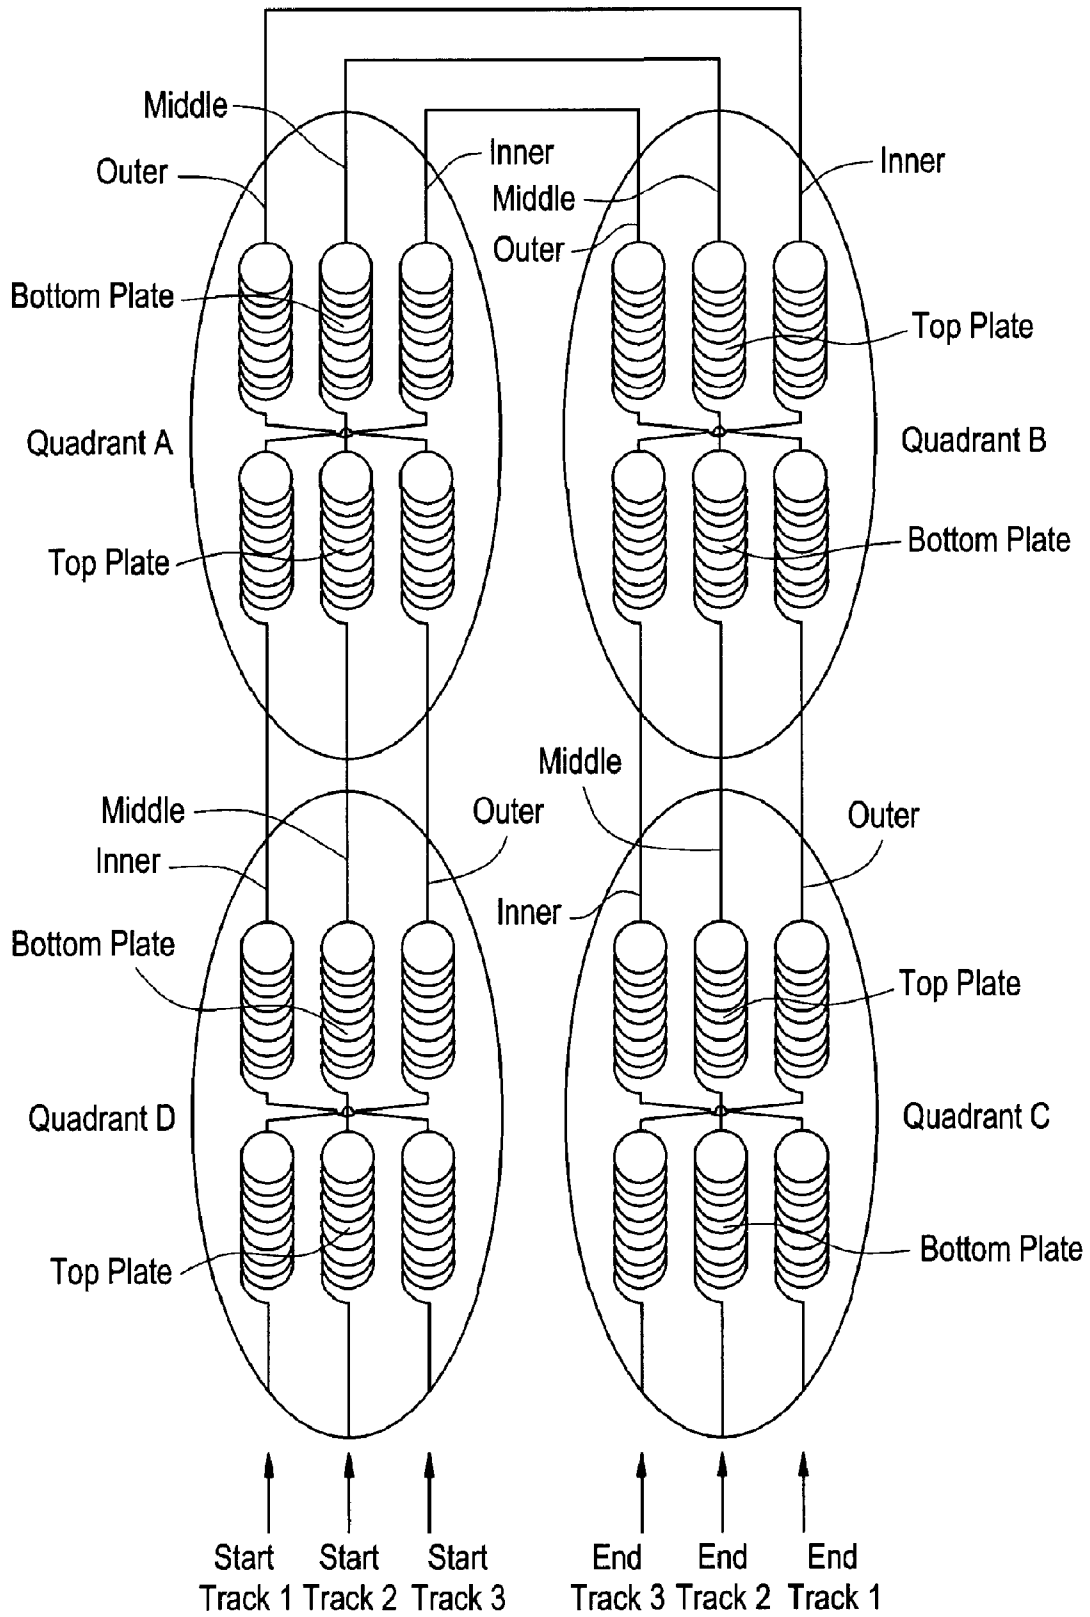 Middle
Outer
Inner
Middle
Outer
Inner
Bottom Plate
Top Plate
Quadrant A
Quadrant B
Top Plate
Bottom Plate
Middle
Inner
Outer
Middle
Inner
Outer
Bottom Plate
Top Plate
Quadrant D
Quadrant C
Top Plate
Bottom Plate
Start
Track 1
Start
Track 2
Start
Track 3
End
Track 3
End
Track 2
End
Track 1